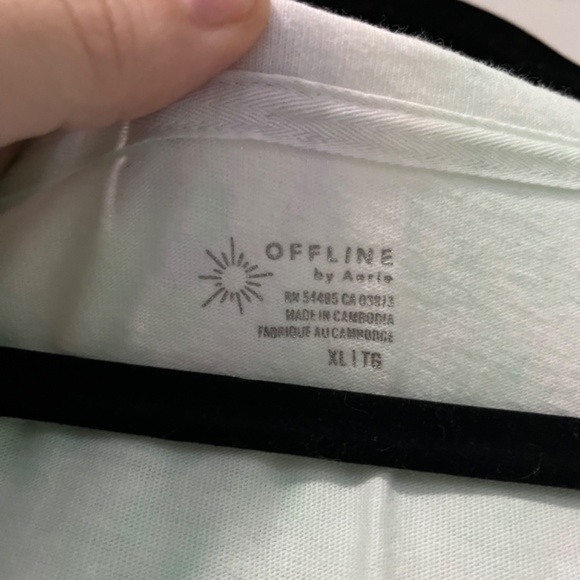 OFFLINE
by Aerie
RN 54485 CA 03813
MADE IN CAMBODIA
FABRIQUE AU CAMBODGE
XL | TG